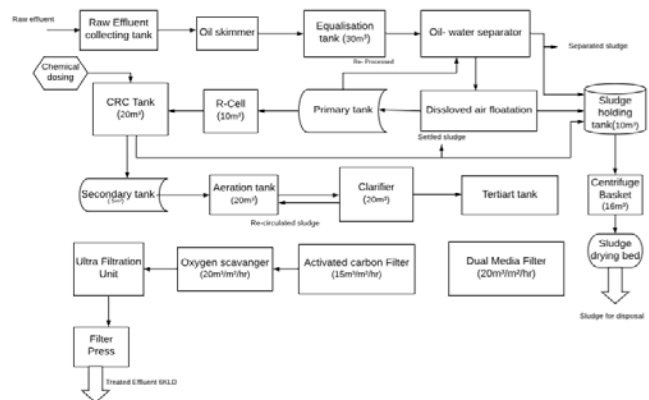 Raw effluent
Raw Effluent
collecting tank
Oil skimmer
Equalisation
tank (30m³)
Oil- water separator
Separated sludge
Chemical
dosing
Re- Processed
CRC Tank
(20m³)
R-Cell
(10m³)
Primary tank
Dissloved air floatation
Sludge
holding
tank(10m³)
Settled sludge
Secondary tank
Aeration tank
(20m³)
Clarifier
(20m³)
Tertiart tank
Centrifuge
Basket
(16m³)
Re-circulated sludge
Sludge
drying bed
Ultra Filtration
Unit
Oxygen scavanger
(20m³/m²/hr)
Activated carbon Filter
(15m³/m²/hr)
Dual Media Filter
(20m³/m²/hr)
Sludge for disposal
Filter
Press
Treated Effluent 6KLD